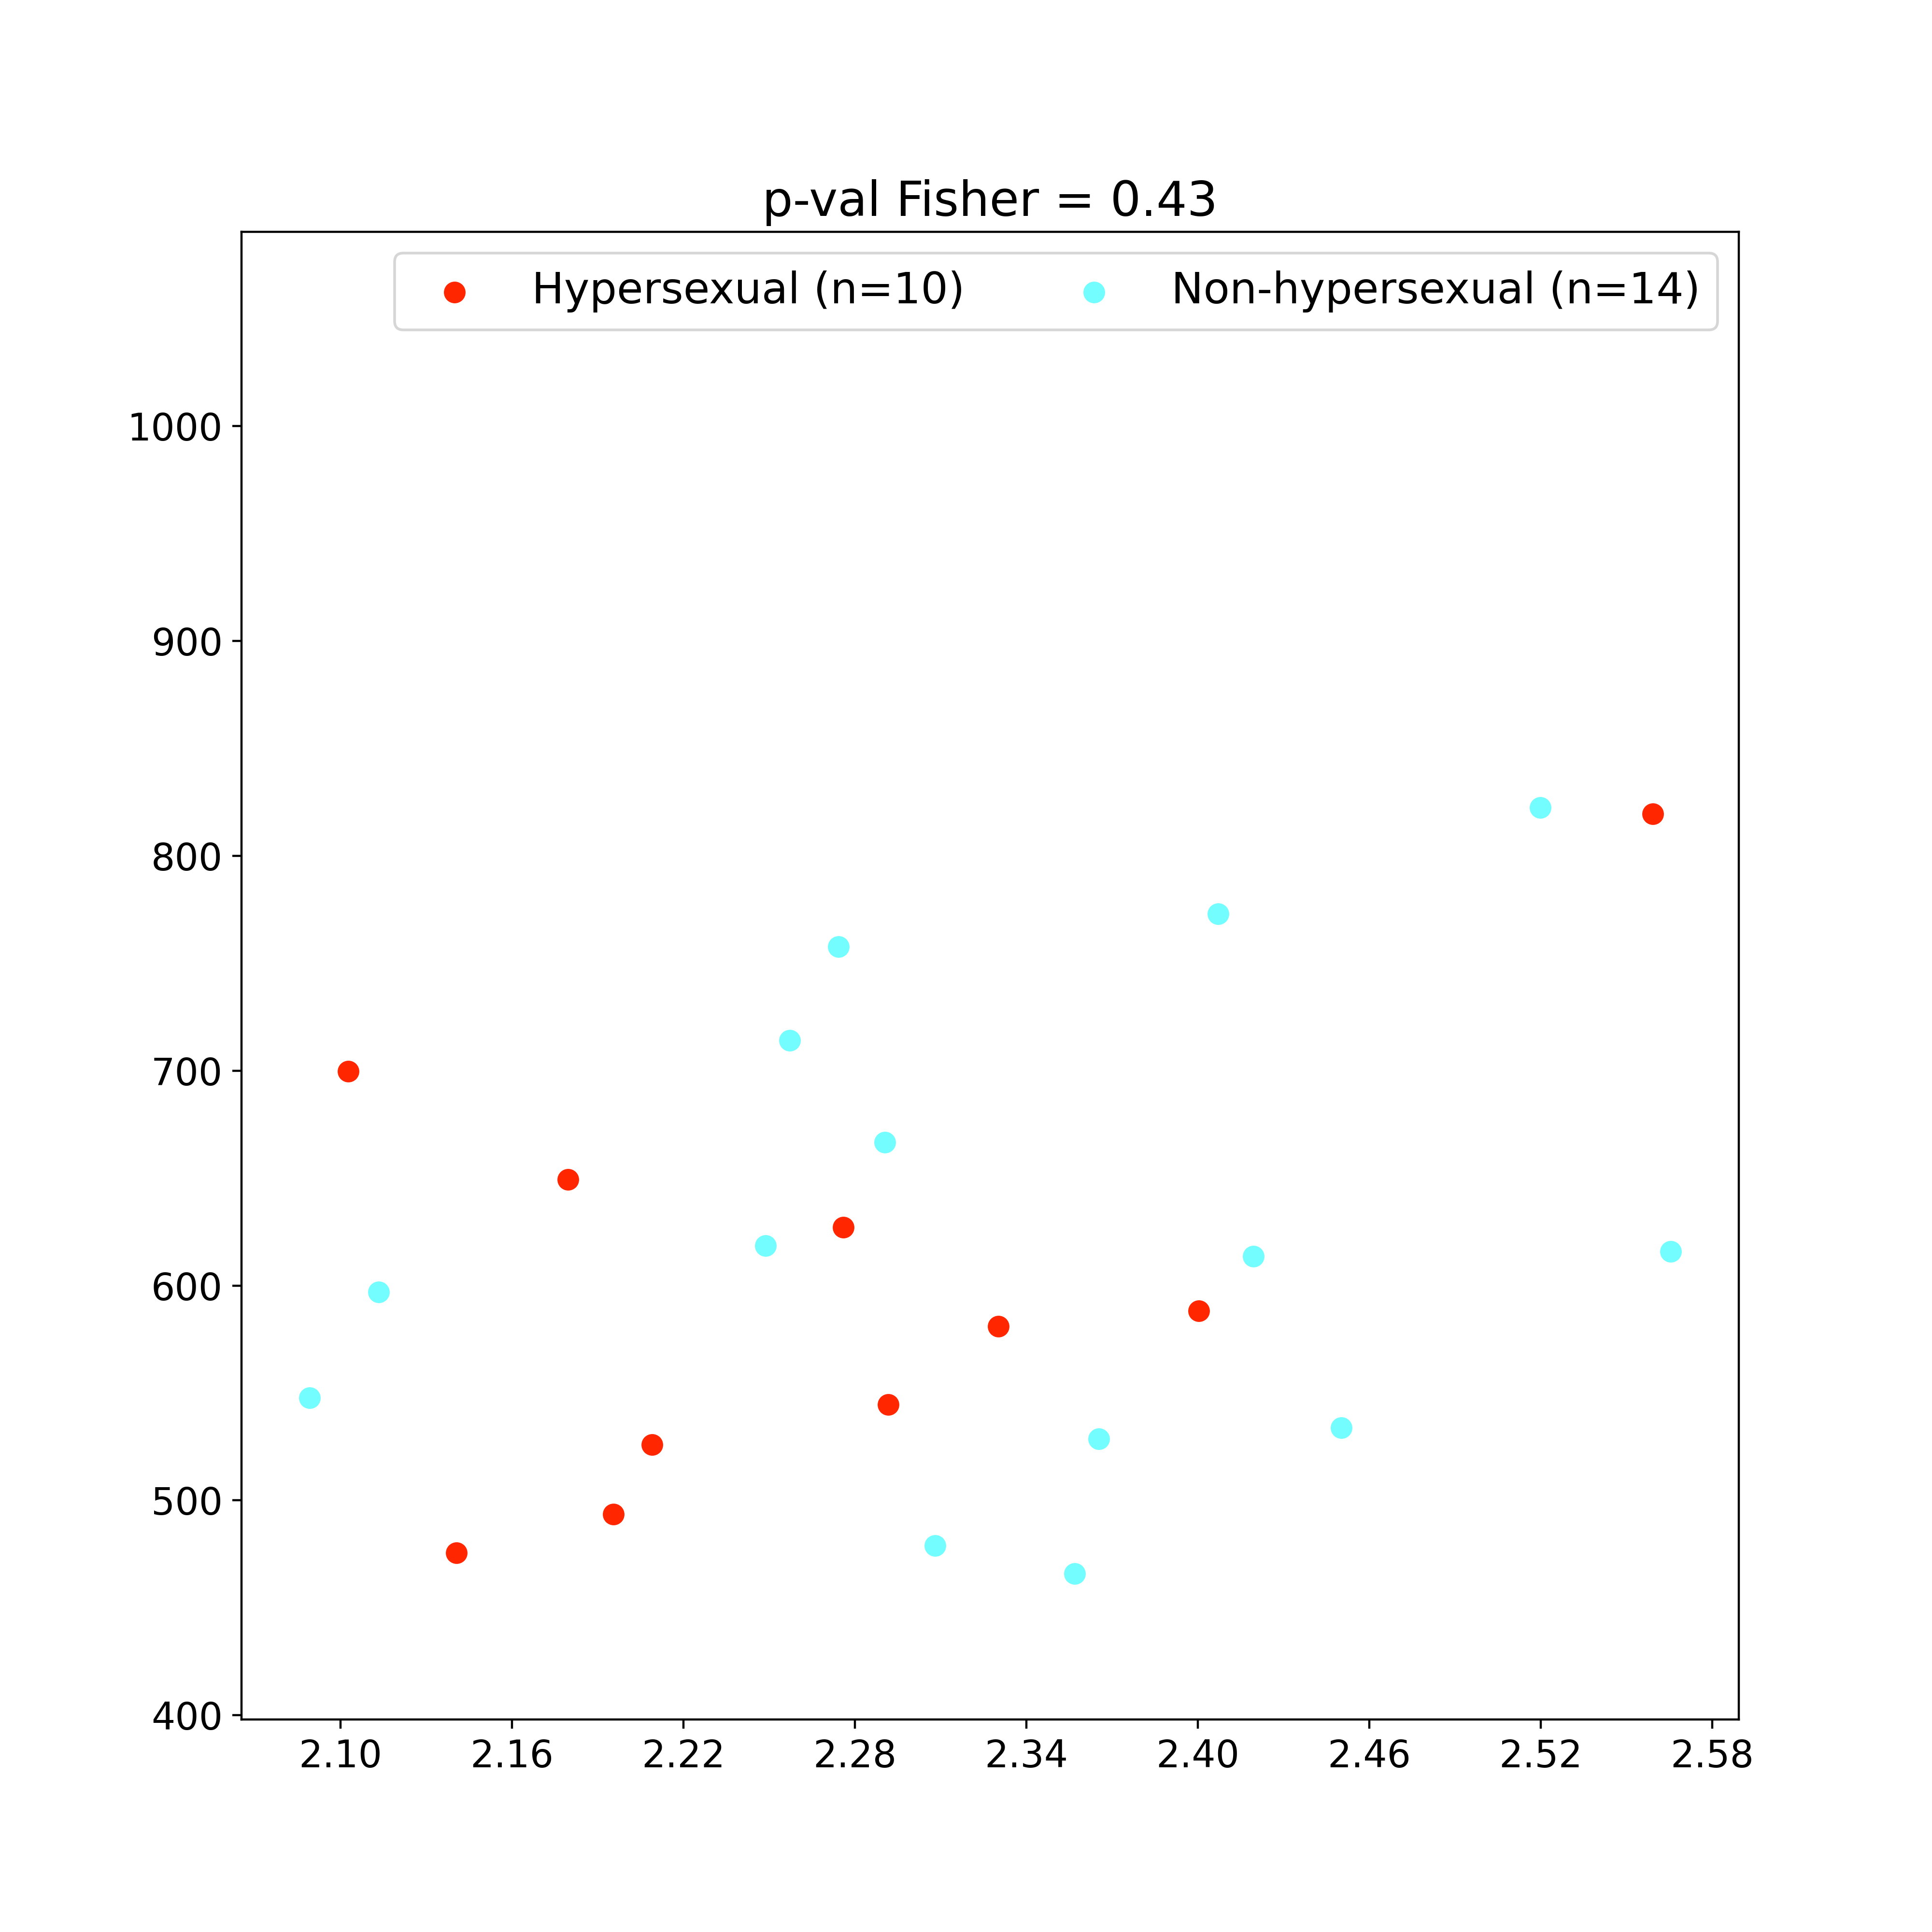 p-val Fisher = 0.43
Hypersexual (n=10) Non-hypersexual (n=14)
1000
900
800
700
600
500
400
2.10 2.16 2.22 2.28 2.34 2.40 2.46 2.52 2.58